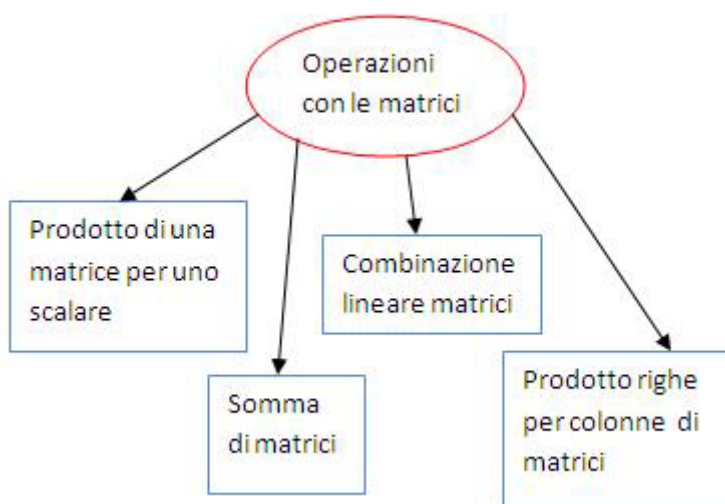 Operazioni
con le matrici
Prodotto di una
matrice per uno
scalare
Combinazione
lineare matrici
Somma
di matrici
Prodotto righe
per colonne di
matrici